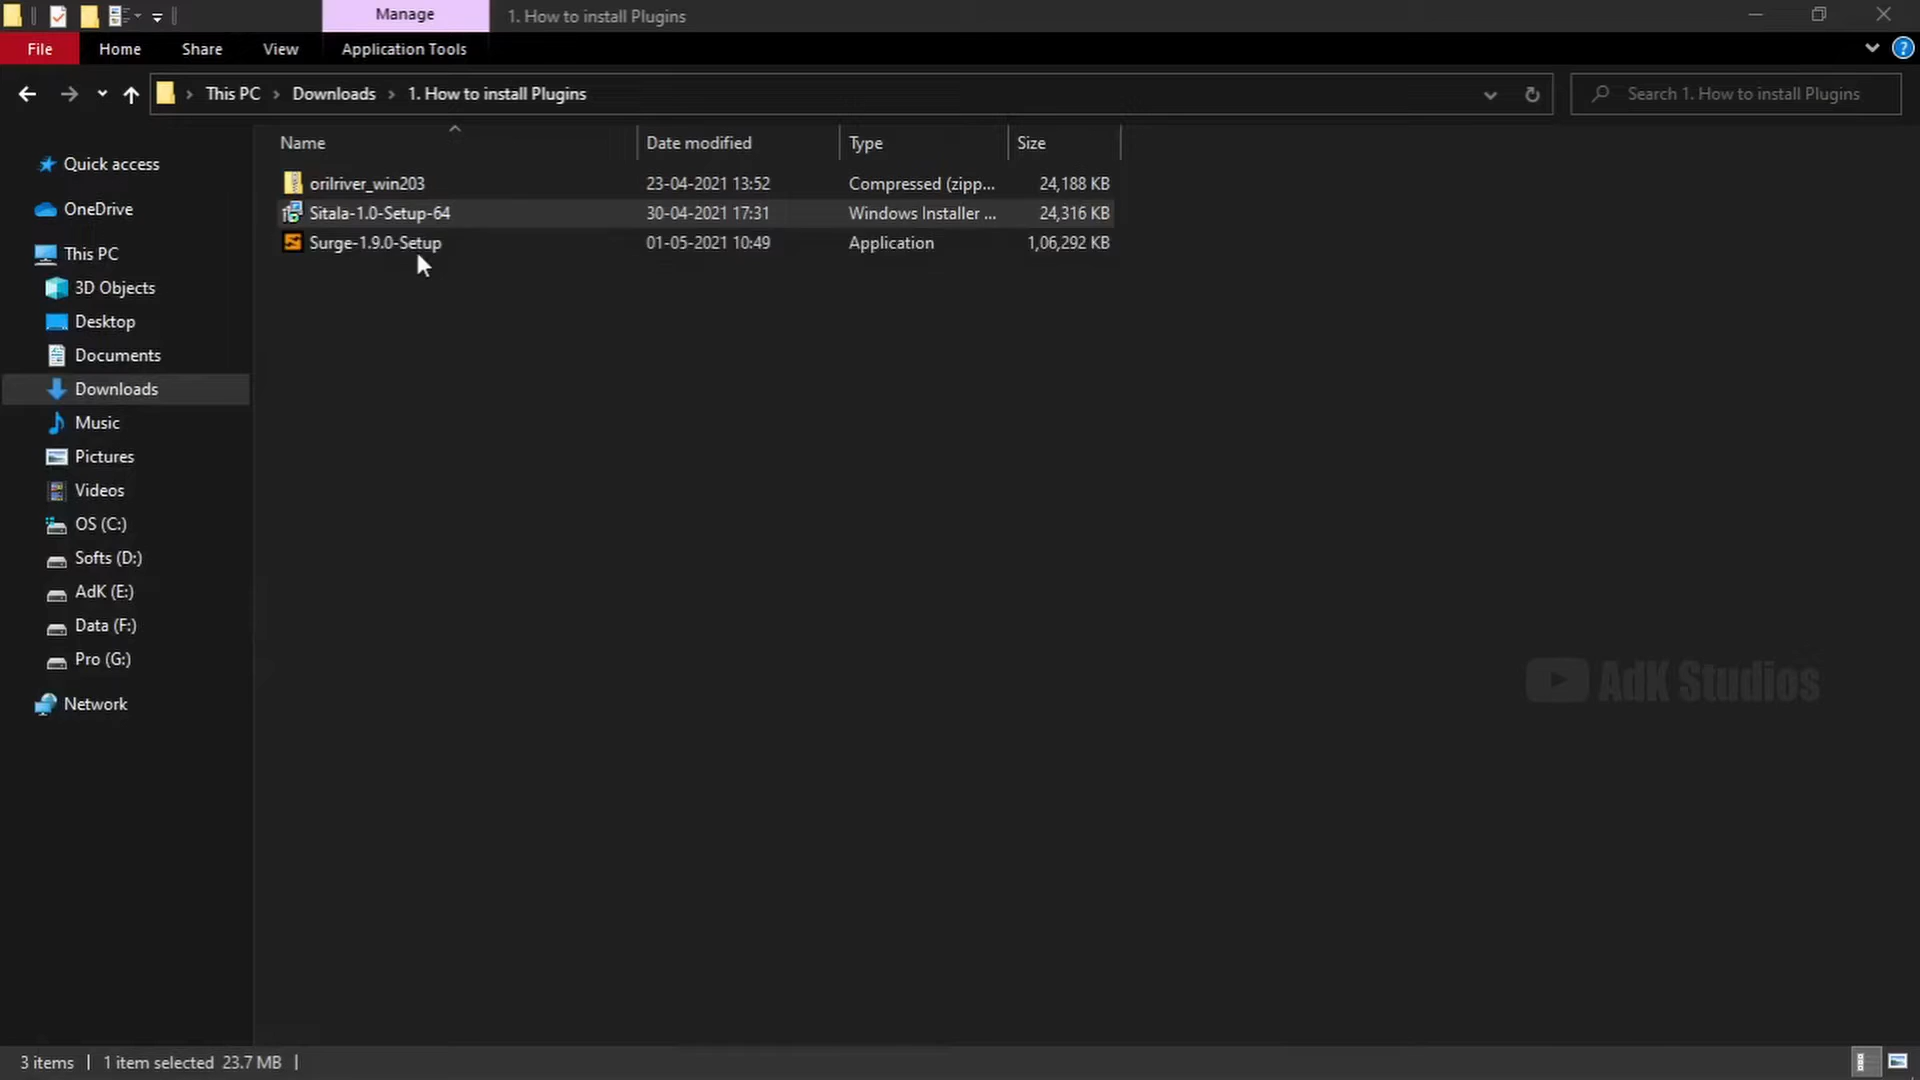 Manage
1. How to install Plugins
File
Home
Share
View
Application Tools
This PC
Downloads
1. How to install Plugins
Search 1. How to install Plugins
Name
Date modified
Type
Size
orilriver_win203
23-04-2021 13:52
Compressed (zipp...
24,188 KB
Sitala-1.0-Setup-64
30-04-2021 17:31
Windows Installer ...
24,316 KB
Surge-1.9.0-Setup
01-05-2021 10:49
Application
1,06,292 KB
Quick access
OneDrive
This PC
3D Objects
Desktop
Documents
Downloads
Music
Pictures
Videos
OS (C:)
Softs (D:)
AdK (E:)
Data (F:)
Pro (G:)
Network
AdK Studios
3 items
1 item selected 23.7 MB